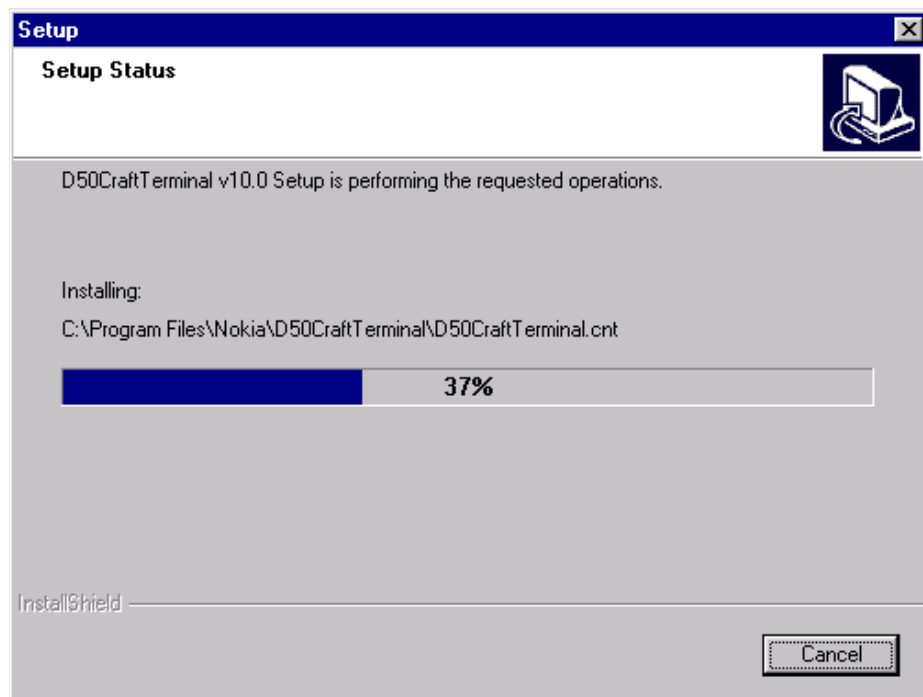 Setup
Setup Status
D50CraftTerminal v10.0 Setup is performing the requested operations.
Installing:
C:\Program Files\Nokia\D50CraftTerminal\D50CraftTerminal.cnt
37%
InstallShield
Cancel